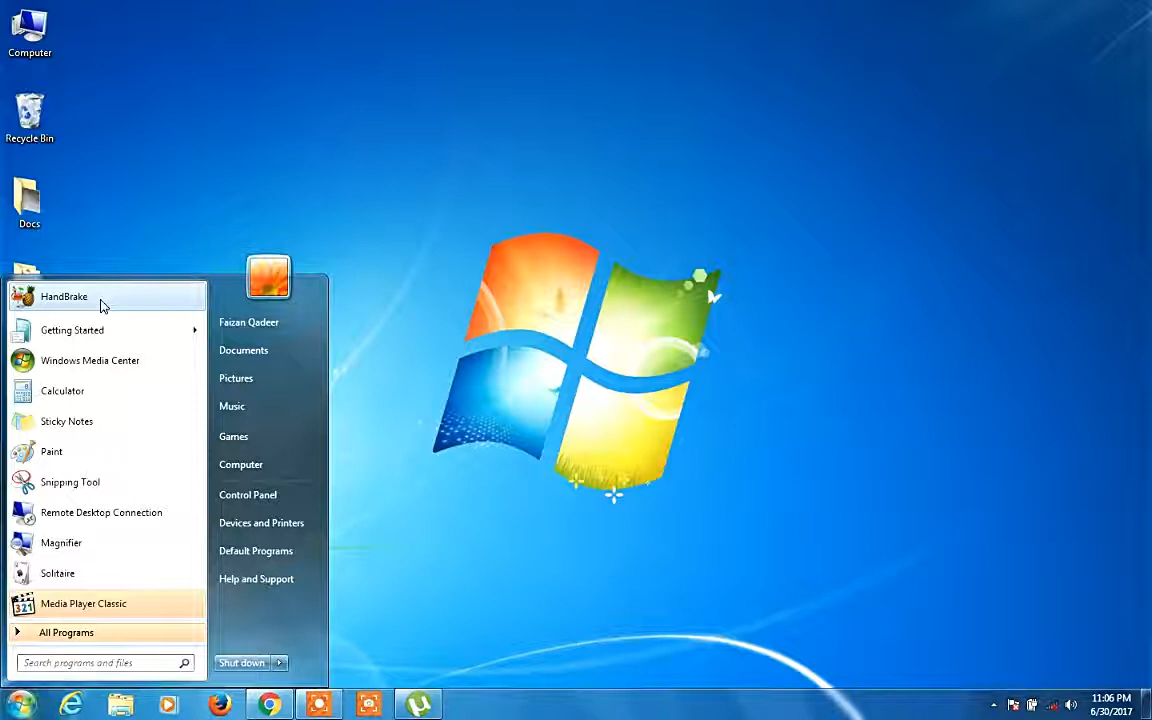 Computer
Recycle Bin
Docs
HandBrake
Getting Started
Windows Media Center
Calculator
Sticky Notes
Paint
Snipping Tool
Remote Desktop Connection
Magnifier
Solitaire
321
Media Player Classic
All Programs
Search programs and files
Faizan Qadeer
Documents
Pictures
Music
Games
Computer
Control Panel
Devices and Printers
Default Programs
Help and Support
Shut down
11:06 PM
6/30/2017